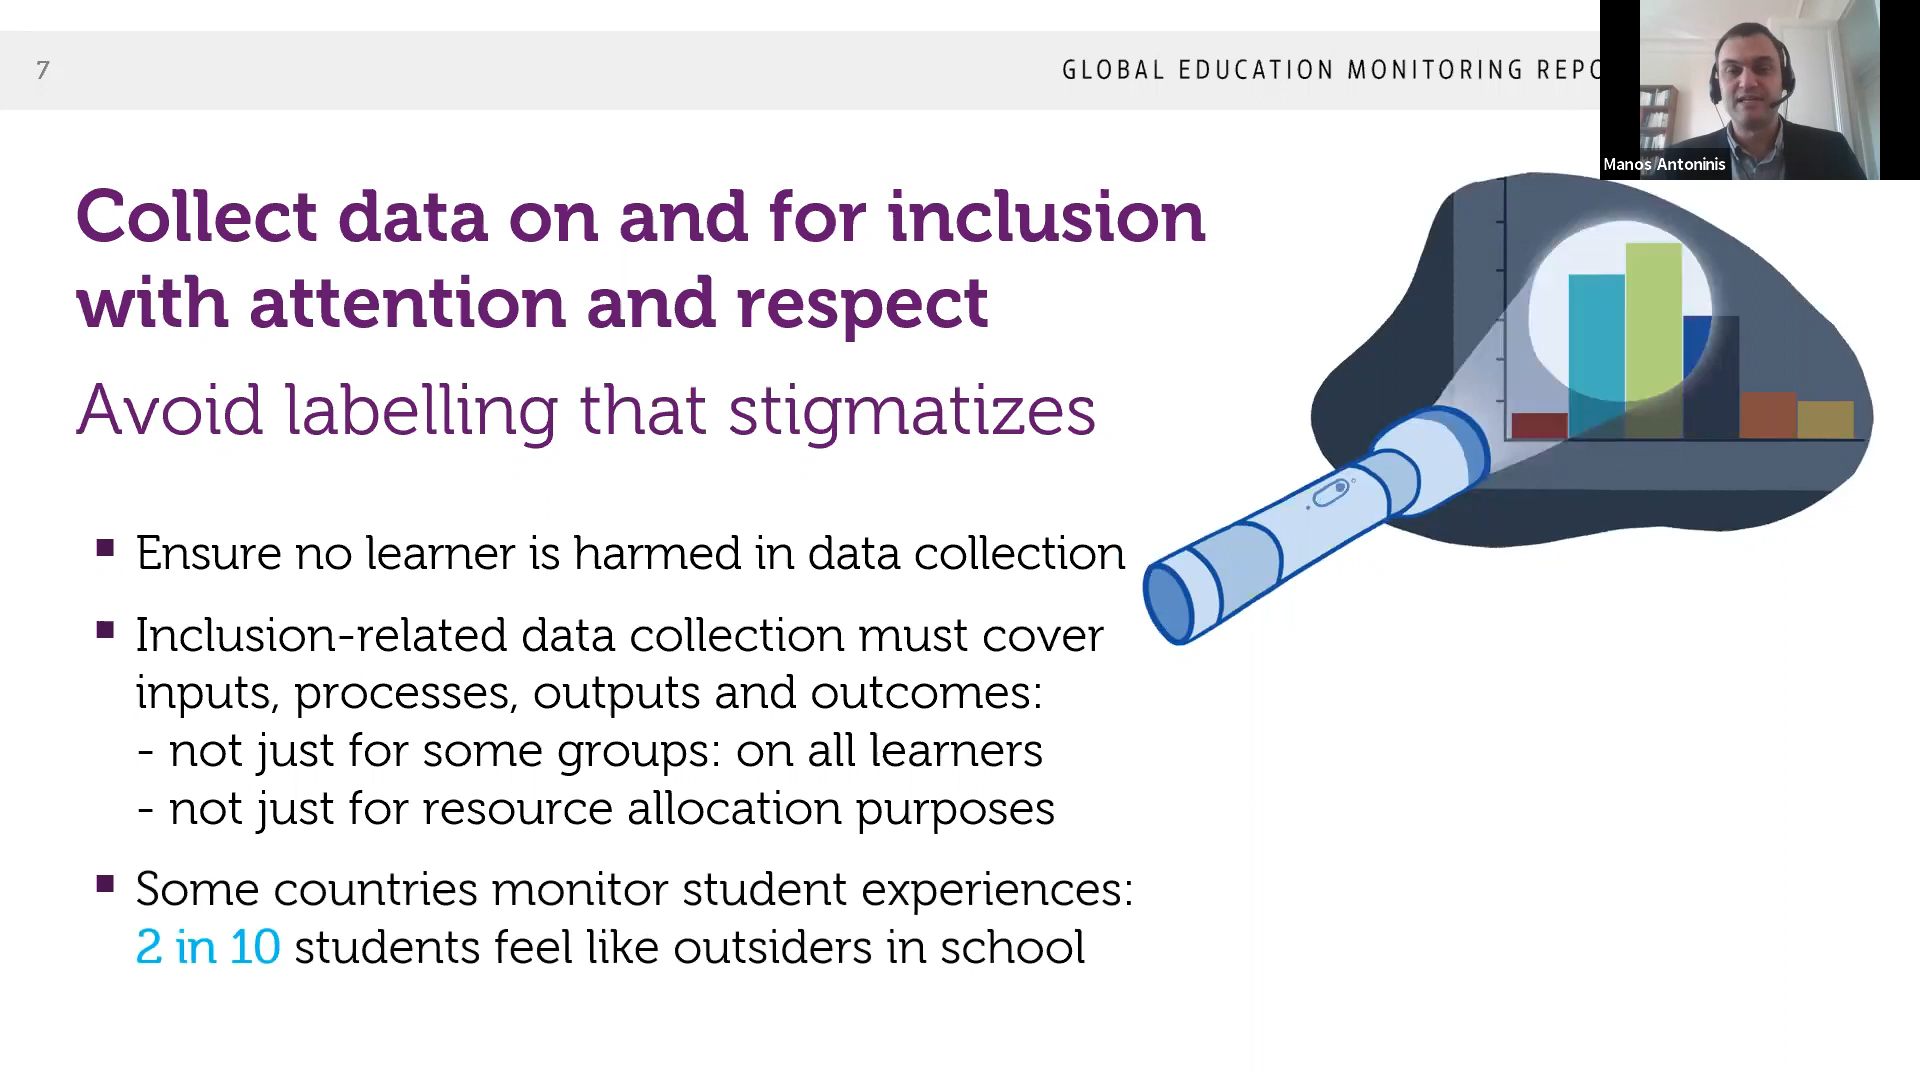 7
GLOBAL EDUCATION MONITORING REPO
Manos Antoninis
Collect data on and for inclusion
with attention and respect
Avoid labelling that stigmatizes
▪ Ensure no learner is harmed in data collection
▪ Inclusion-related data collection must cover
inputs, processes, outputs and outcomes:
- not just for some groups: on all learners
- not just for resource allocation purposes
▪ Some countries monitor student experiences:
2 in 10 students feel like outsiders in school